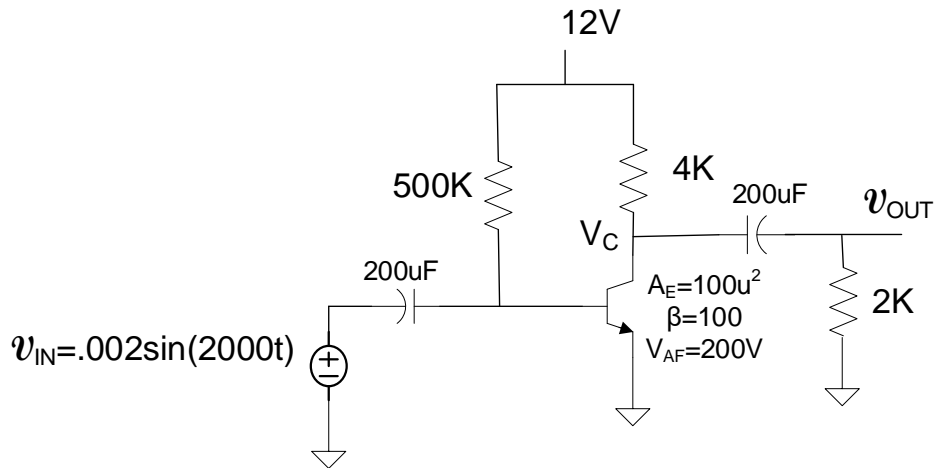 12V
500K
4K
200uF
𝒗OUT
VC
200uF
AE=100u²
β=100
VAF=200V
2K
𝒗IN=.002sin(2000t)